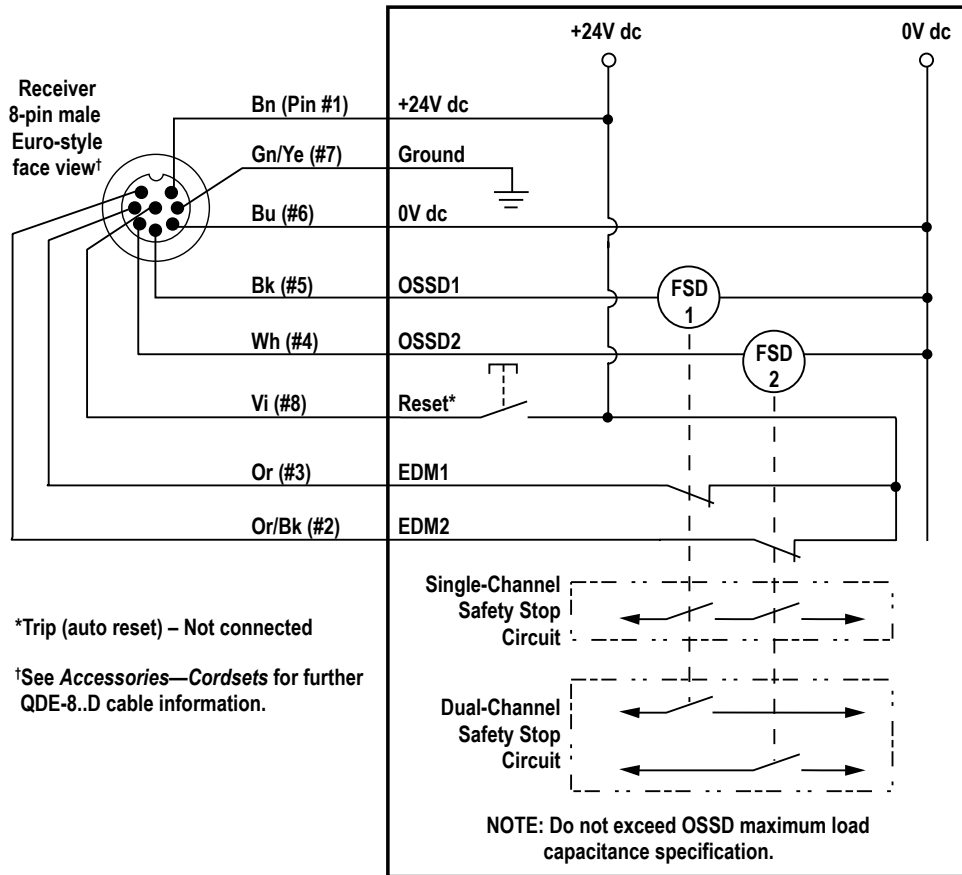 +24V dc
0V dc
Receiver
8-pin male
Euro-style
face view†
Bn (Pin #1)
+24V dc
Gn/Ye (#7)
Ground
Bu (#6)
0V dc
Bk (#5)
OSSD1
FSD
1
Wh (#4)
OSSD2
FSD
2
Vi (#8)
Reset*
Or (#3)
EDM1
Or/Bk (#2)
EDM2
Single-Channel
Safety Stop
Circuit
*Trip (auto reset) – Not connected
†See Accessories—Cordsets for further
QDE-8..D cable information.
Dual-Channel
Safety Stop
Circuit
NOTE: Do not exceed OSSD maximum load
capacitance specification.